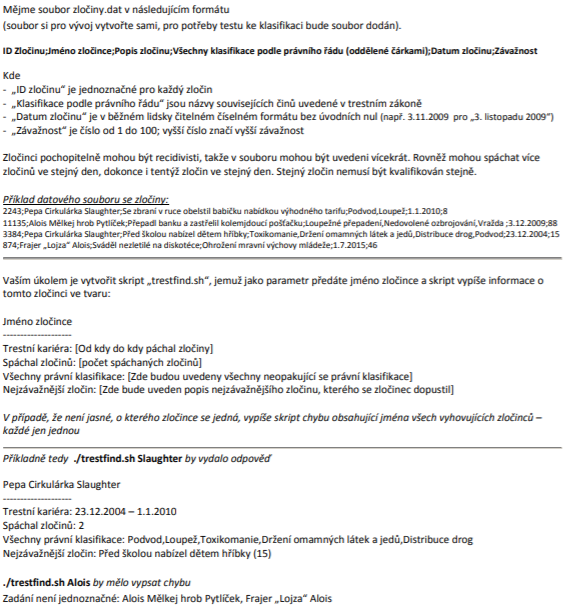 Mějme soubor zločiny.dat v následujícím formátu
(soubor si pro vývoj vytvořte sami, pro potřeby testu ke klasifikaci bude soubor dodán).
ID Zločinu;Jméno zločince;Popis zločinu;Všechny klasifikace podle právního řádu (oddělené čárkami);Datum zločinu;Závažnost
Kde
- „ID zločinu" je jednoznačné pro každý zločin
- „Klasifikace podle právního řádu" jsou názvy souvisejících činů uvedené v trestním zákoně
- „Datum zločinu" je v běžném lidsky čitelném číselném formátu bez úvodních nul (např. 3.11.2009 pro „3. listopadu 2009")
- „Závažnost" je číslo od 1 do 100; vyšší číslo značí vyšší závažnost
Zločinci pochopitelně mohou být recidivisti, takže v souboru mohou být uvedeni vícekrát. Rovněž mohou spáchat více
zločinů ve stejný den, dokonce i tentýž zločin ve stejný den. Stejný zločin nemusí být kvalifikován stejně.
Příklad datového souboru se zločiny:
2243;Pepa Cirkulárka Slaughter;Se zbraní v ruce obelstil babičku nabídkou výhodného tarifu;Podvod,Loupež;1.1.2010;8
11135;Alois Mělkej hrob Pytlíček;Přepadl banku a zastřelil kolemjdoucí pošťačku;Loupežné přepadení,Nedovolené ozbrojování,Vražda ;3.12.2009;88
3384;Pepa Cirkulárka Slaughter;Před školou nabízel dětem hříbky;Toxikomanie,Držení omamných látek a jedů,Distribuce drog,Podvod;23.12.2004;15
874;Frajer „Lojza" Alois;Sváděl nezletilé na diskotéce;Ohrožení mravní výchovy mládeže;1.7.2015;46
Vaším úkolem je vytvořit skript „trestfind.sh", jemuž jako parametr předáte jméno zločince a skript vypíše informace o
tomto zločinci ve tvaru:
Jméno zločince
--------------------
Trestní kariéra: [Od kdy do kdy páchal zločiny]
Spáchal zločinů: [počet spáchaných zločinů]
Všechny právní klasifikace: [Zde budou uvedeny všechny neopakující se právní klasifikace]
Nejzávažnější zločin: [Zde bude uveden popis nejzávažnějšího zločinu, kterého se zločinec dopustil]
V případě, že není jasné, o kterého zločince se jedná, vypíše skript chybu obsahující jména všech vyhovujících zločinců –
každé jen jednou
Příkladně tedy ./trestfind.sh Slaughter by vydalo odpověď
Pepa Cirkulárka Slaughter
--------------------
Trestní kariéra: 23.12.2004 – 1.1.2010
Spáchal zločinů: 2
Všechny právní klasifikace: Podvod,Loupež,Toxikomanie,Držení omamných látek a jedů,Distribuce drog
Nejzávažnější zločin: Před školou nabízel dětem hříbky (15)
./trestfind.sh Alois by mělo vypsat chybu
Zadání není jednoznačné: Alois Mělkej hrob Pytlíček, Frajer „Lojza" Alois